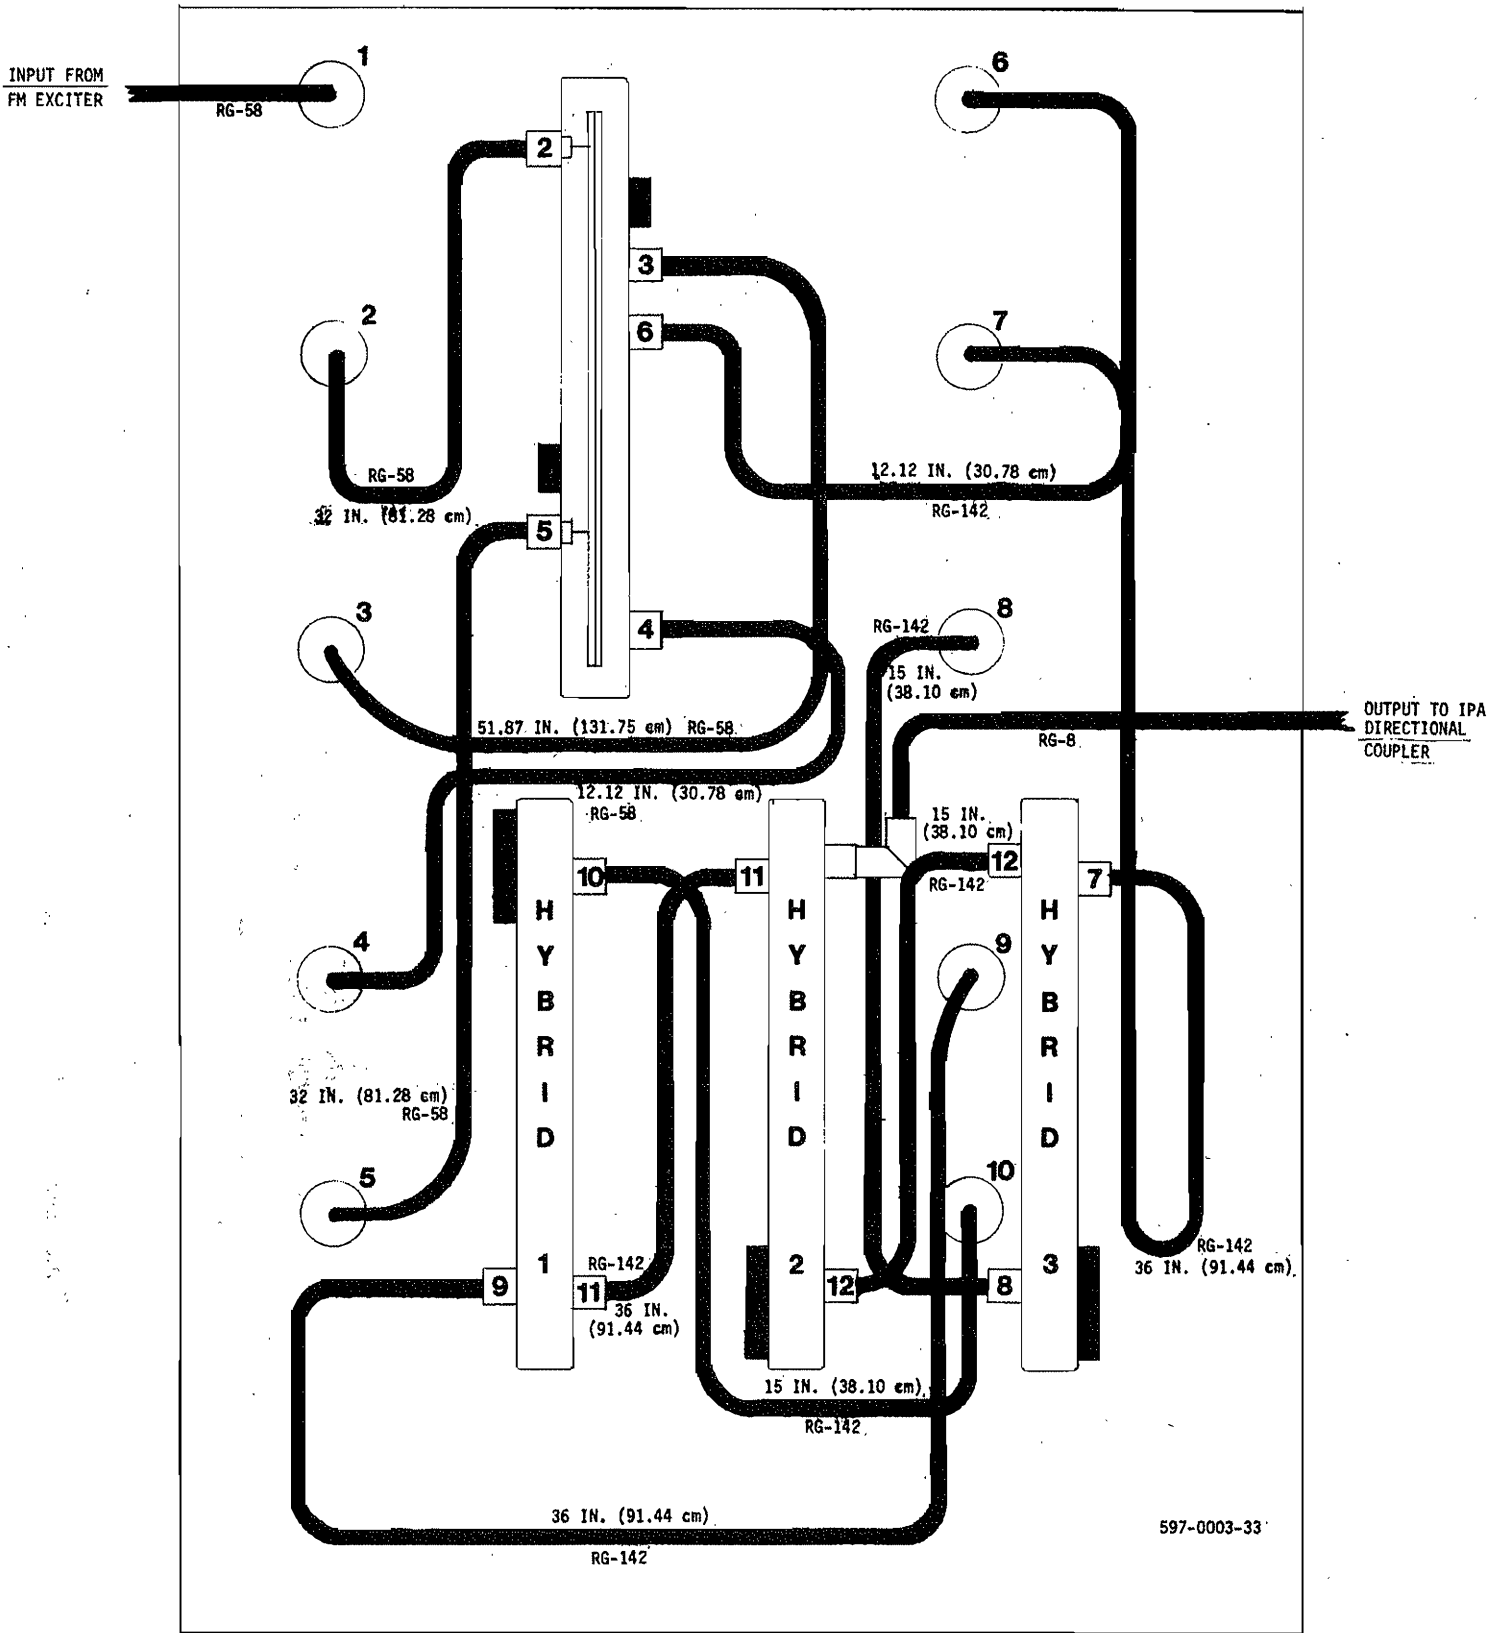 1
6
INPUT FROM
FM EXCITER
RG-58
2
3
2
6
7
RG-58
32 IN. (81.28 cm)
12.12 IN. (30.78 cm)
RG-142
5
3
4
8
RG-142
15 IN.
(38.10 cm)
51.87 IN. (131.75 cm) RG-58
OUTPUT TO IPA
DIRECTIONAL
COUPLER
RG-8
12.12 IN. (30.78 cm)
RG-58
15 IN.
(38.10 cm)
RG-142
10
11
12
7
HYBRID 1
HYBRID 2
HYBRID 3
4
9
32 IN. (81.28 cm)
RG-58
5
10
RG-142
36 IN. (91.44 cm)
9
11
RG-142
36 IN.
(91.44 cm)
12
8
15 IN. (38.10 cm)
RG-142
36 IN. (91.44 cm)
RG-142
597-0003-33